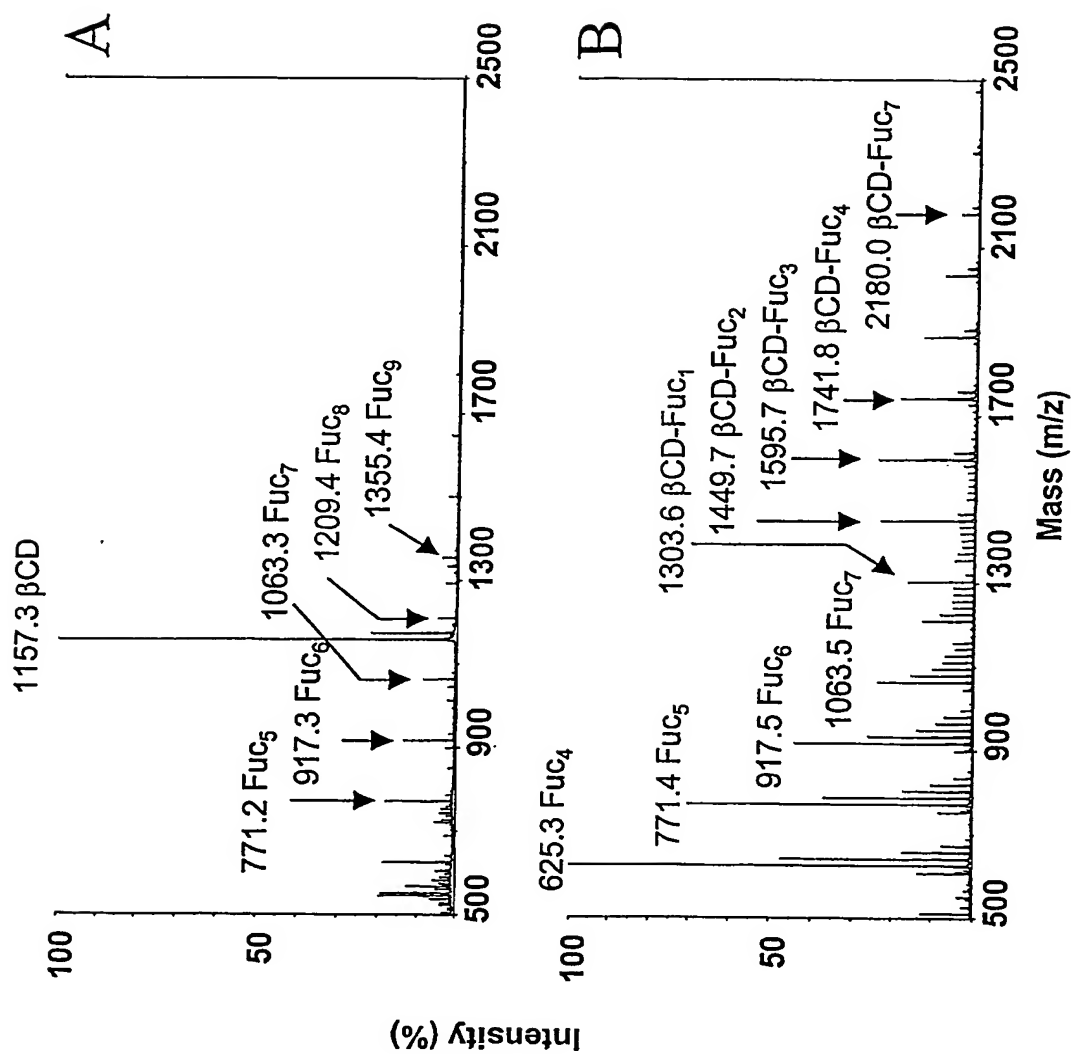 A
1157.3 βCD
771.2 Fuc5
917.3 Fuc6
1063.3 Fuc7
1209.4 Fuc8
1355.4 Fuc9
100
50
500
900
1300
1700
2100
2500
B
625.3 Fuc4
771.4 Fuc5
917.5 Fuc6
1063.5 Fuc7
1303.6 βCD-Fuc1
1449.7 βCD-Fuc2
1595.7 βCD-Fuc3
1741.8 βCD-Fuc4
2180.0 βCD-Fuc7
100
50
500
900
1300
1700
2100
2500
Intensity (%)
Mass (m/z)